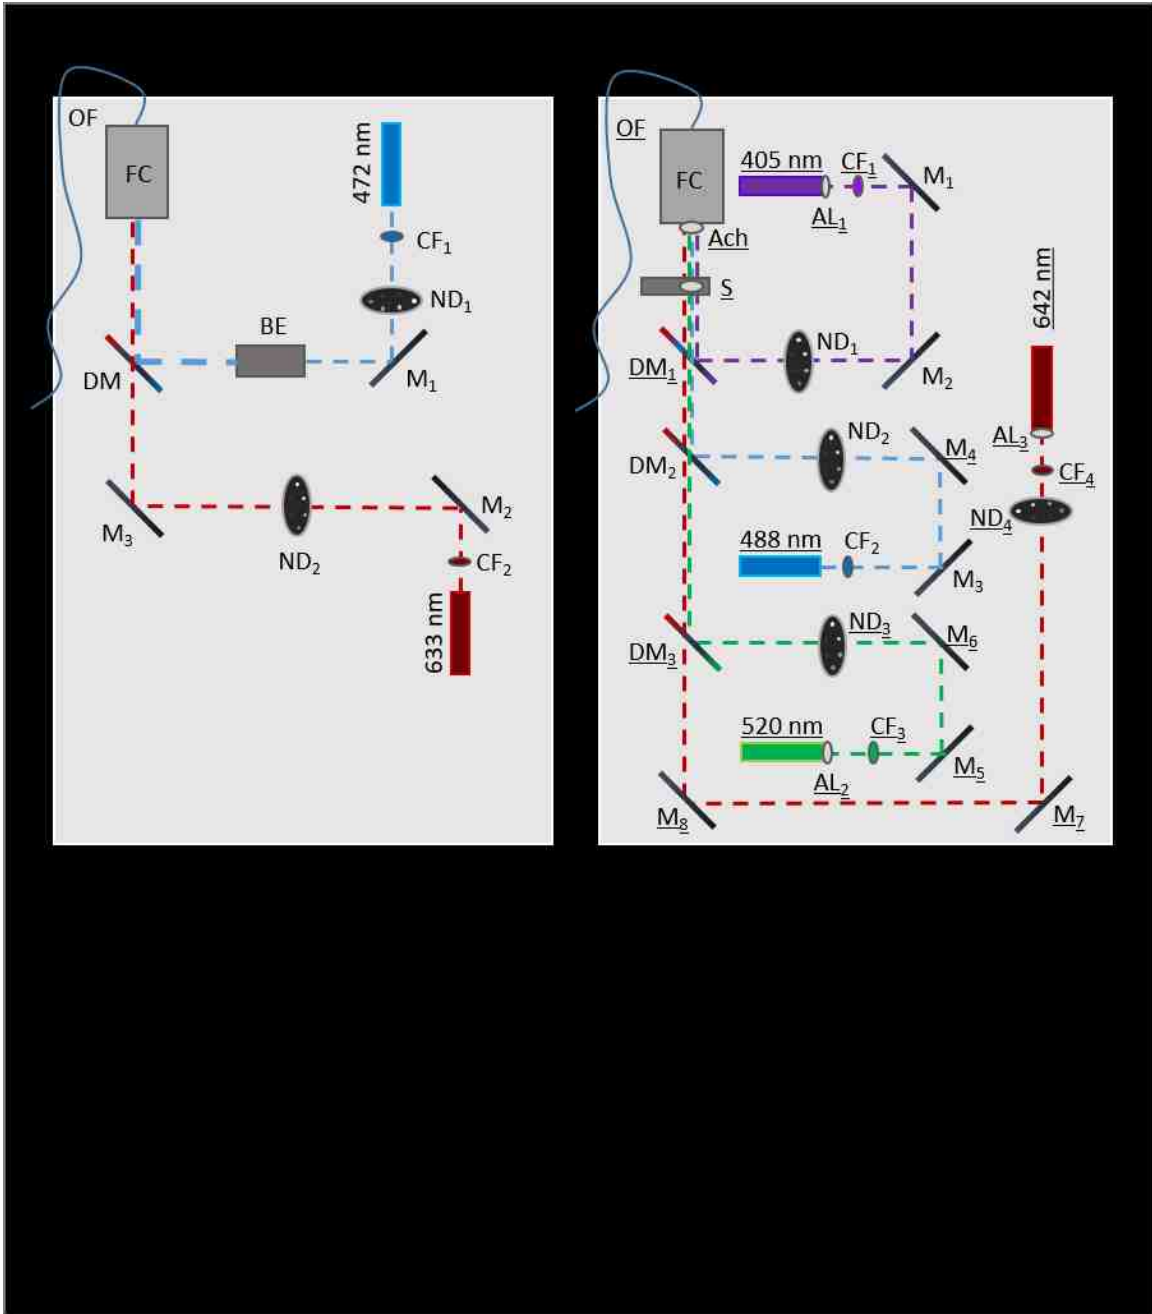 OF
FC
472 nm
CF1
ND1
BE
DM
M1
M3
ND2
M2
CF2
633 nm
OF
FC
405 nm
CF1
M1
AL1
Ach
S
642 nm
ND1
DM1
M2
ND2
M4
AL3
DM2
CF4
488 nm
CF2
ND4
M3
ND3
M6
DM3
520 nm
CF3
AL2
M5
M8
M7